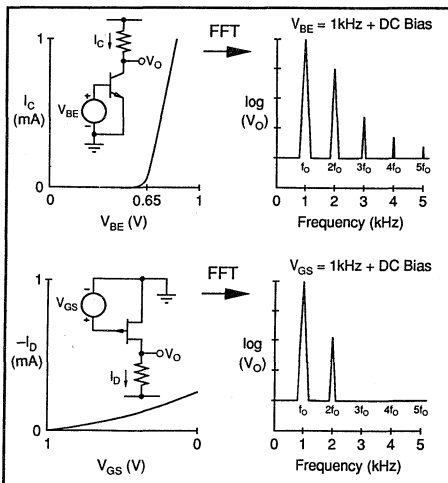 FFT
V_BE = 1kHz + DC Bias
1
I_C
V_O
I_C
(mA)
V_BE
+
−
0
0
0.65
1
V_BE (V)
log
(V_O)
f_O 2f_O 3f_O 4f_O 5f_O
0 1 2 3 4 5
Frequency (kHz)
FFT
V_GS = 1kHz + DC Bias
1
−
V_GS
+
−I_D
(mA)
V_O
I_D
0
1
0
V_GS (V)
log
(V_O)
f_O 2f_O 3f_O 4f_O 5f_O
0 1 2 3 4 5
Frequency (kHz)